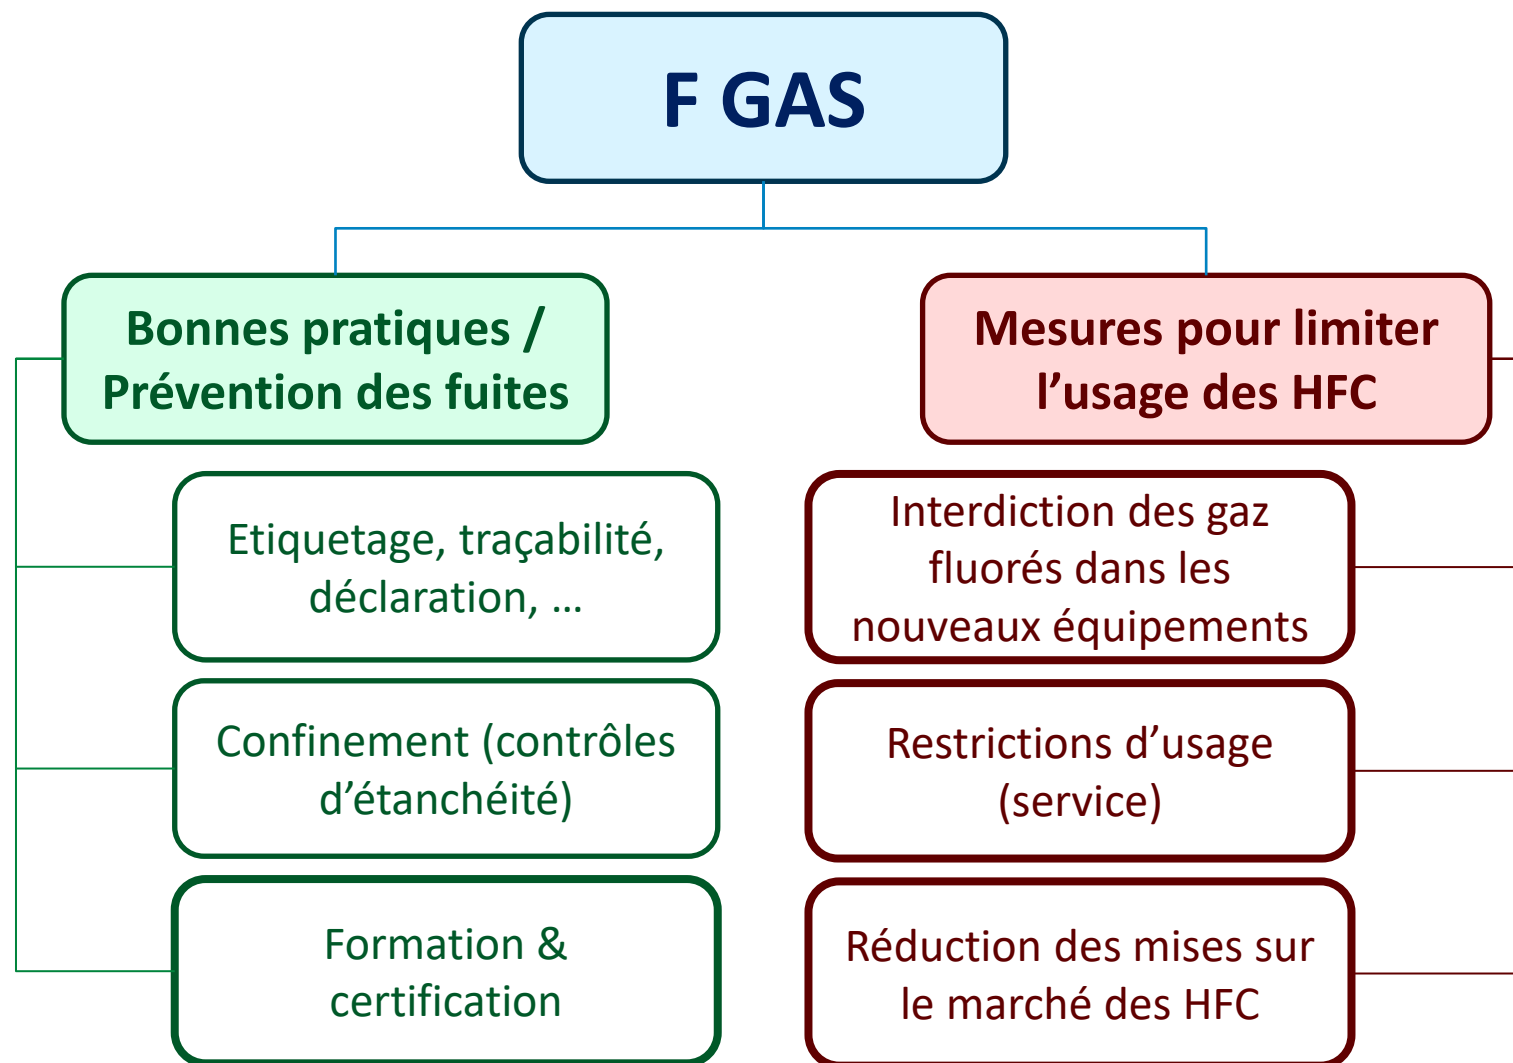 F GAS
Bonnes pratiques /
Prévention des fuites
Etiquetage, traçabilité,
déclaration, ...
Confinement (contrôles
d’étanchéité)
Formation &
certification
Mesures pour limiter
l’usage des HFC
Interdiction des gaz
fluorés dans les
nouveaux équipements
Restrictions d’usage
(service)
Réduction des mises sur
le marché des HFC